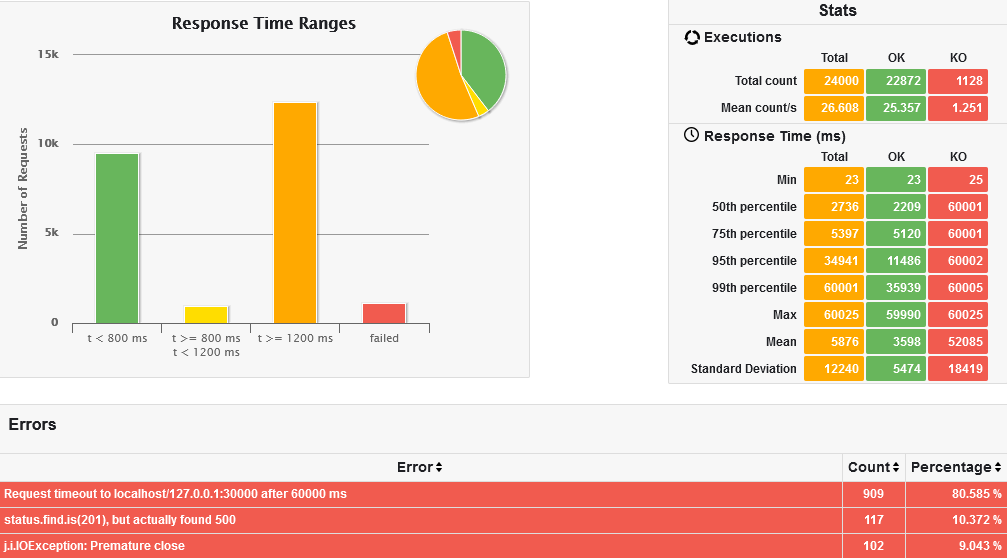 Response Time Ranges
Number of Requests
15k
10k
5k
0
t < 800 ms
t >= 800 ms
t < 1200 ms
t >= 1200 ms
failed
Stats
Executions
Total OK KO
Total count 24000 22872 1128
Mean count/s 26.608 25.357 1.251
Response Time (ms)
Total OK KO
Min 23 23 25
50th percentile 2736 2209 60001
75th percentile 5397 5120 60001
95th percentile 34941 11486 60002
99th percentile 60001 35939 60005
Max 60025 59990 60025
Mean 5876 3598 52085
Standard Deviation 12240 5474 18419
Errors
Error Count Percentage
Request timeout to localhost/127.0.0.1:30000 after 60000 ms 909 80.585 %
status.find.is(201), but actually found 500 117 10.372 %
j.i.IOException: Premature close 102 9.043 %